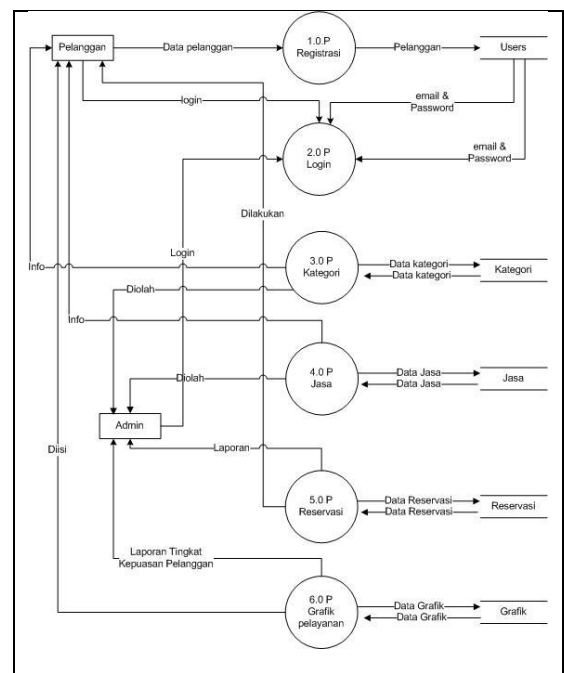 Pelanggan
Data pelanggan
1.0 P
Registrasi
Pelanggan
Users
login
email &
Password
2.0 P
Login
email &
Password
Dilakukan
Login
Info
3.0 P
Kategori
Data kategori
Data kategori
Kategori
Diolah
Info
4.0 P
Jasa
Data Jasa
Data Jasa
Jasa
Diolah
Admin
Diisi
Laporan
5.0 P
Reservasi
Data Reservasi
Data Reservasi
Reservasi
Laporan Tingkat
Kepuasan Pelanggan
6.0 P
Grafik
pelayanan
Data Grafik
Data Grafik
Grafik